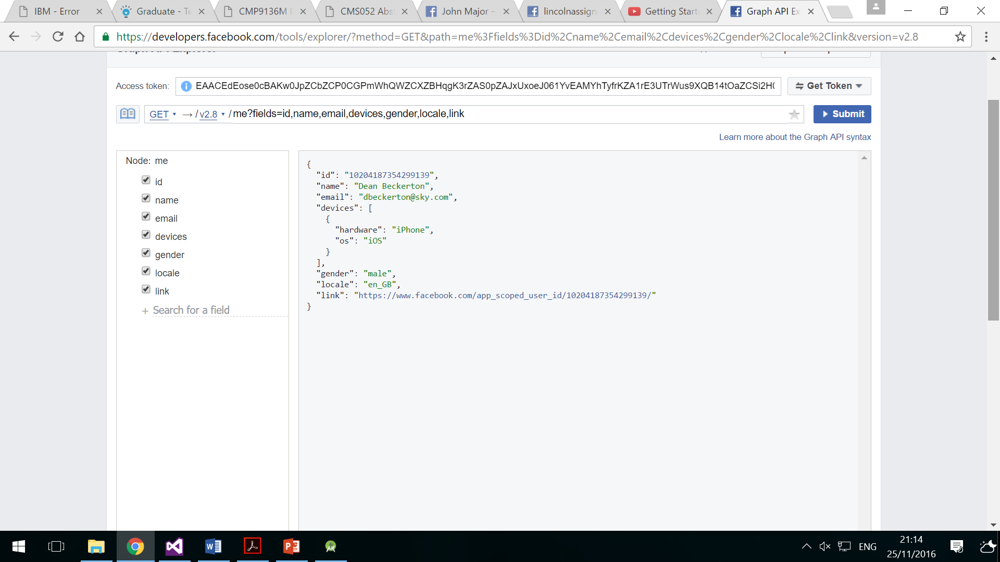 IBM - Error
Graduate - Te
CMP9136M
CMS052 Abs
John Major -
lincolnassign
Getting Start
Graph API Ex
https://developers.facebook.com/tools/explorer/?method=GET&path=me%3Ffields%3Did%2Cname%2Cemail%2Cdevices%2Cgender%2Clocale%2Clink&version=v2.8
Access token:
EAACEdEose0cBAKw0JpZCbZCP0CGPmWhQWZCXZBHqgK3rZAS0pZAJxUxoeJ061YvEAMYhTyfrKZA1rE3UTrWus9XQB14tOaZCSi2H0
Get Token
GET → / v2.8 / me?fields=id,name,email,devices,gender,locale,link
Submit
Learn more about the Graph API syntax
Node: me
id
name
email
devices
gender
locale
link
+ Search for a field
{
"id": "10204187354299139",
"name": "Dean Beckerton",
"email": "dbeckerton@sky.com",
"devices": [
{
"hardware": "iPhone",
"os": "iOS"
}
],
"gender": "male",
"locale": "en_GB",
"link": "https://www.facebook.com/app_scoped_user_id/10204187354299139/"
}
ENG
21:14
25/11/2016